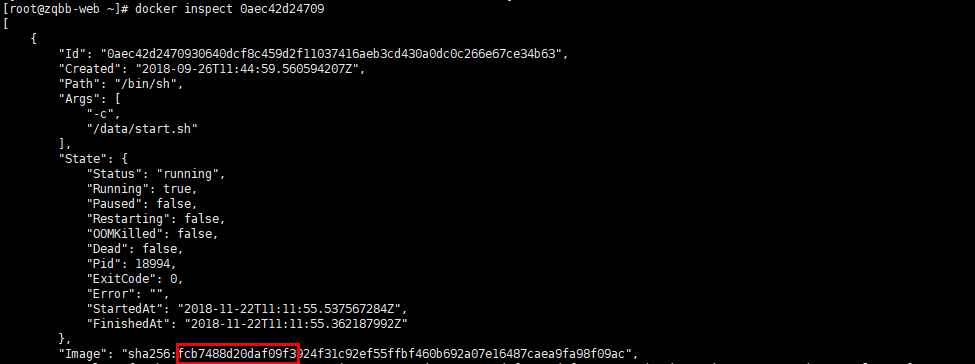 [root@zqbb-web ~]# docker inspect 0aec42d24709
[
    {
        "Id": "0aec42d2470930640dcf8c459d2f11037416aeb3cd430a0dc0c266e67ce34b63",
        "Created": "2018-09-26T11:44:59.560594207Z",
        "Path": "/bin/sh",
        "Args": [
            "-c",
            "/data/start.sh"
        ],
        "State": {
            "Status": "running",
            "Running": true,
            "Paused": false,
            "Restarting": false,
            "OOMKilled": false,
            "Dead": false,
            "Pid": 18994,
            "ExitCode": 0,
            "Error": "",
            "StartedAt": "2018-11-22T11:11:55.537567284Z",
            "FinishedAt": "2018-11-22T11:11:55.362187992Z"
        },
        "Image": "sha256:fcb7488d20daf09f3924f31c92ef55ffbf460b692a07e16487caea9fa98f09ac",